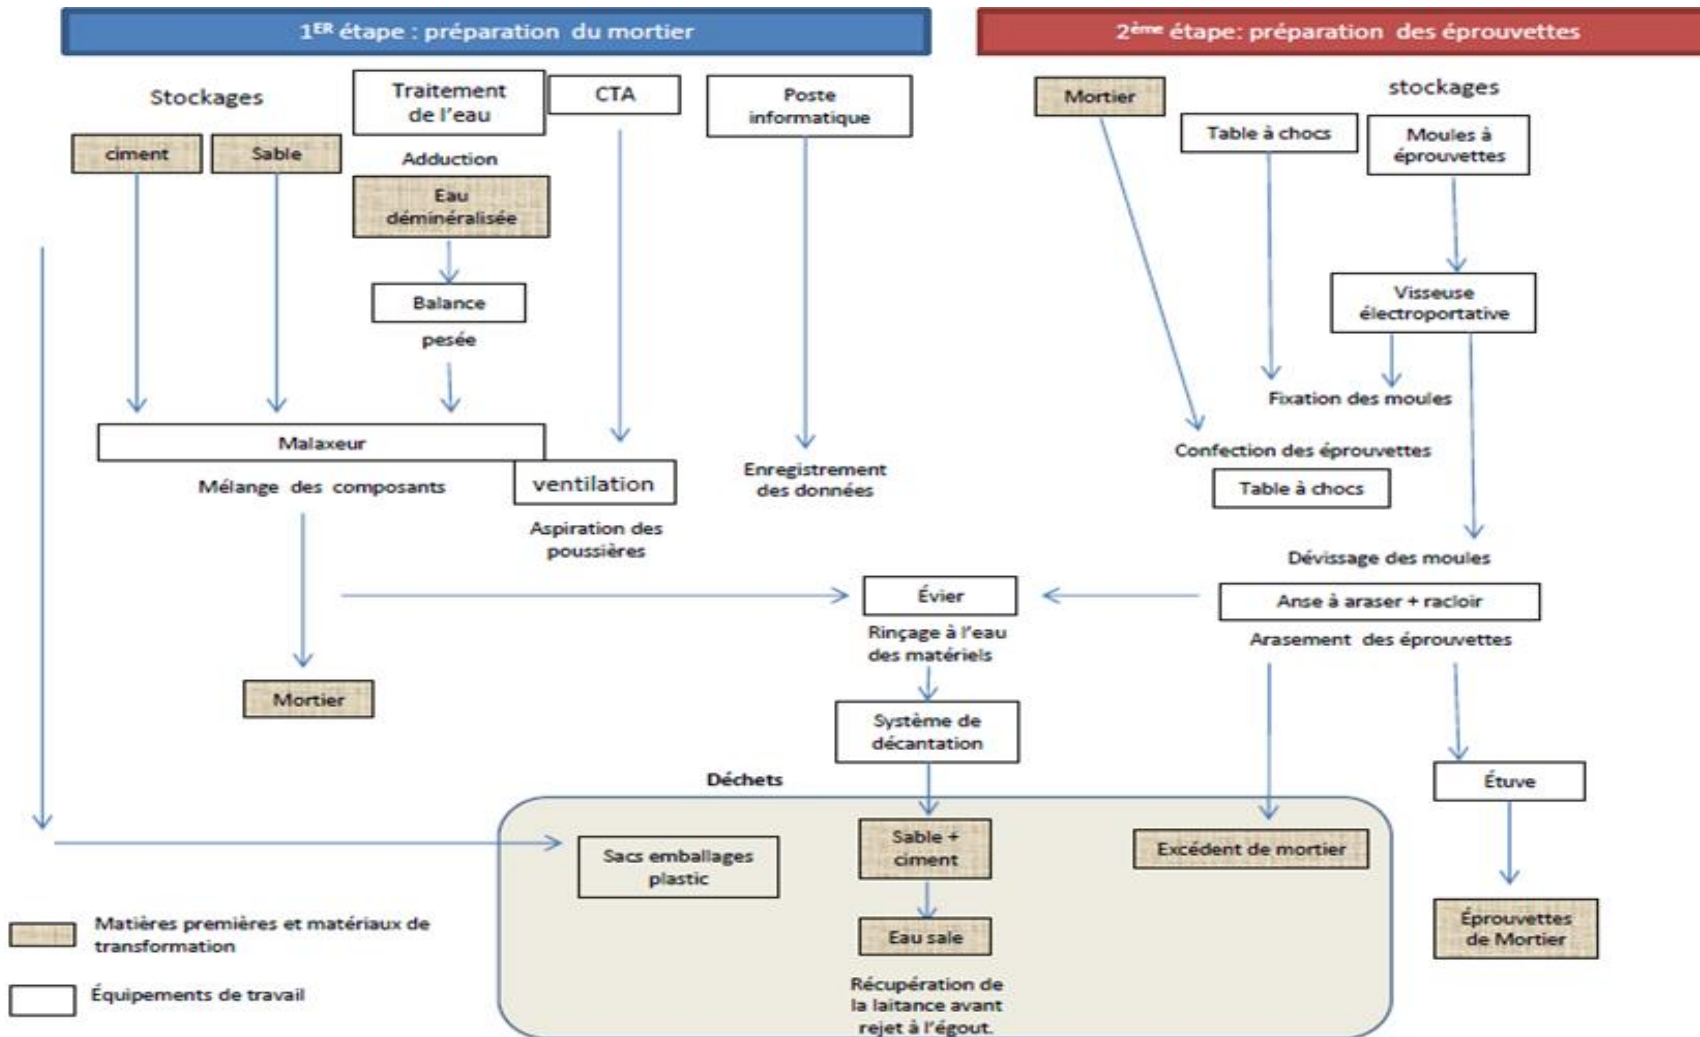 1ER étape : préparation du mortier
Stockages
ciment
Sable
Traitement
de l'eau
Adduction
Eau
déminéralisée
Balance
pesée
CTA
Poste
informatique
Malaxeur
Mélange des composants
ventilation
Aspiration des
poussières
Enregistrement
des données
Mortier
2ème étape: préparation des éprouvettes
Mortier
stockages
Table à chocs
Moules à
éprouvettes
Visseuse
électroportative
Fixation des moules
Confection des éprouvettes
Table à chocs
Dévissage des moules
Anse à araser + racloir
Arasement des éprouvettes
Évier
Rinçage à l'eau
des matériels
Système de
décantation
Étuve
Éprouvettes
de Mortier
Déchets
Sacs emballages
plastic
Sable +
ciment
Eau sale
Récupération de
la laitance avant
rejet à l'égout.
Excédent de mortier
Matières premières et matériaux de
transformation
Équipements de travail